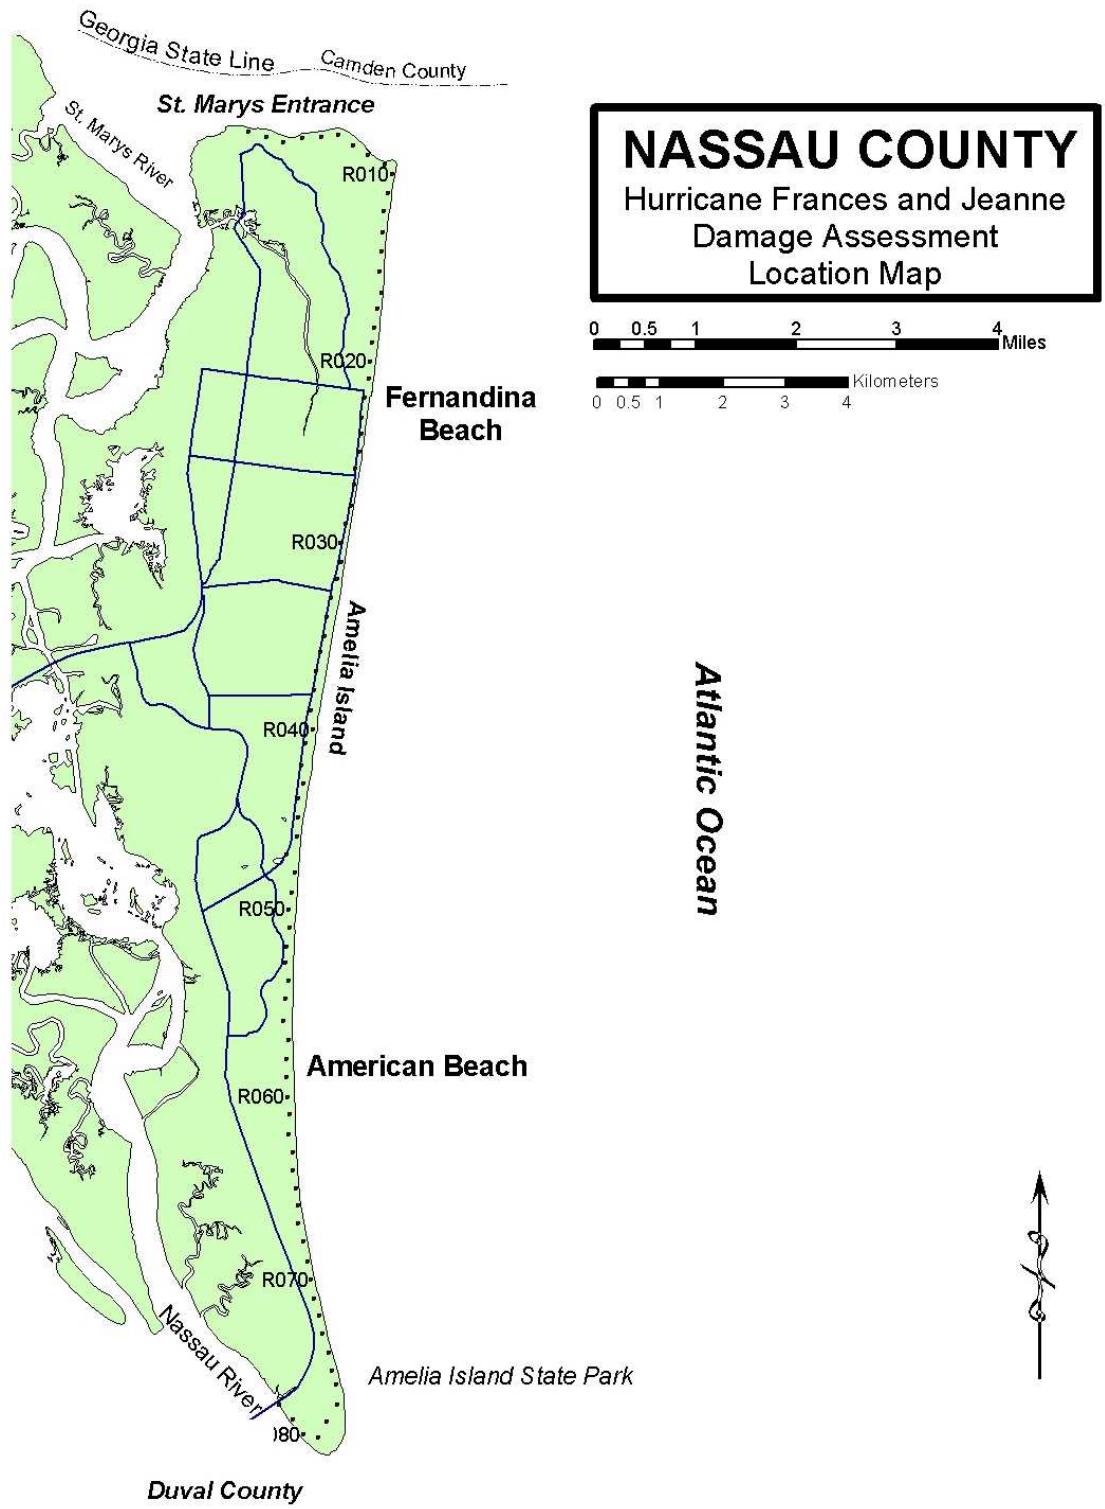 Georgia State Line
Camden County
St. Marys Entrance
St. Marys River
NASSAU COUNTY
Hurricane Frances and Jeanne
Damage Assessment
Location Map
R010
0 0.5 1 2 3 4
Miles
R020
Kilometers
0 0.5 1 2 3 4
Fernandina
Beach
R030
Amelia Island
Atlantic Ocean
R040
R050
American Beach
R060
R070
Nassau River
Amelia Island State Park
080
Duval County